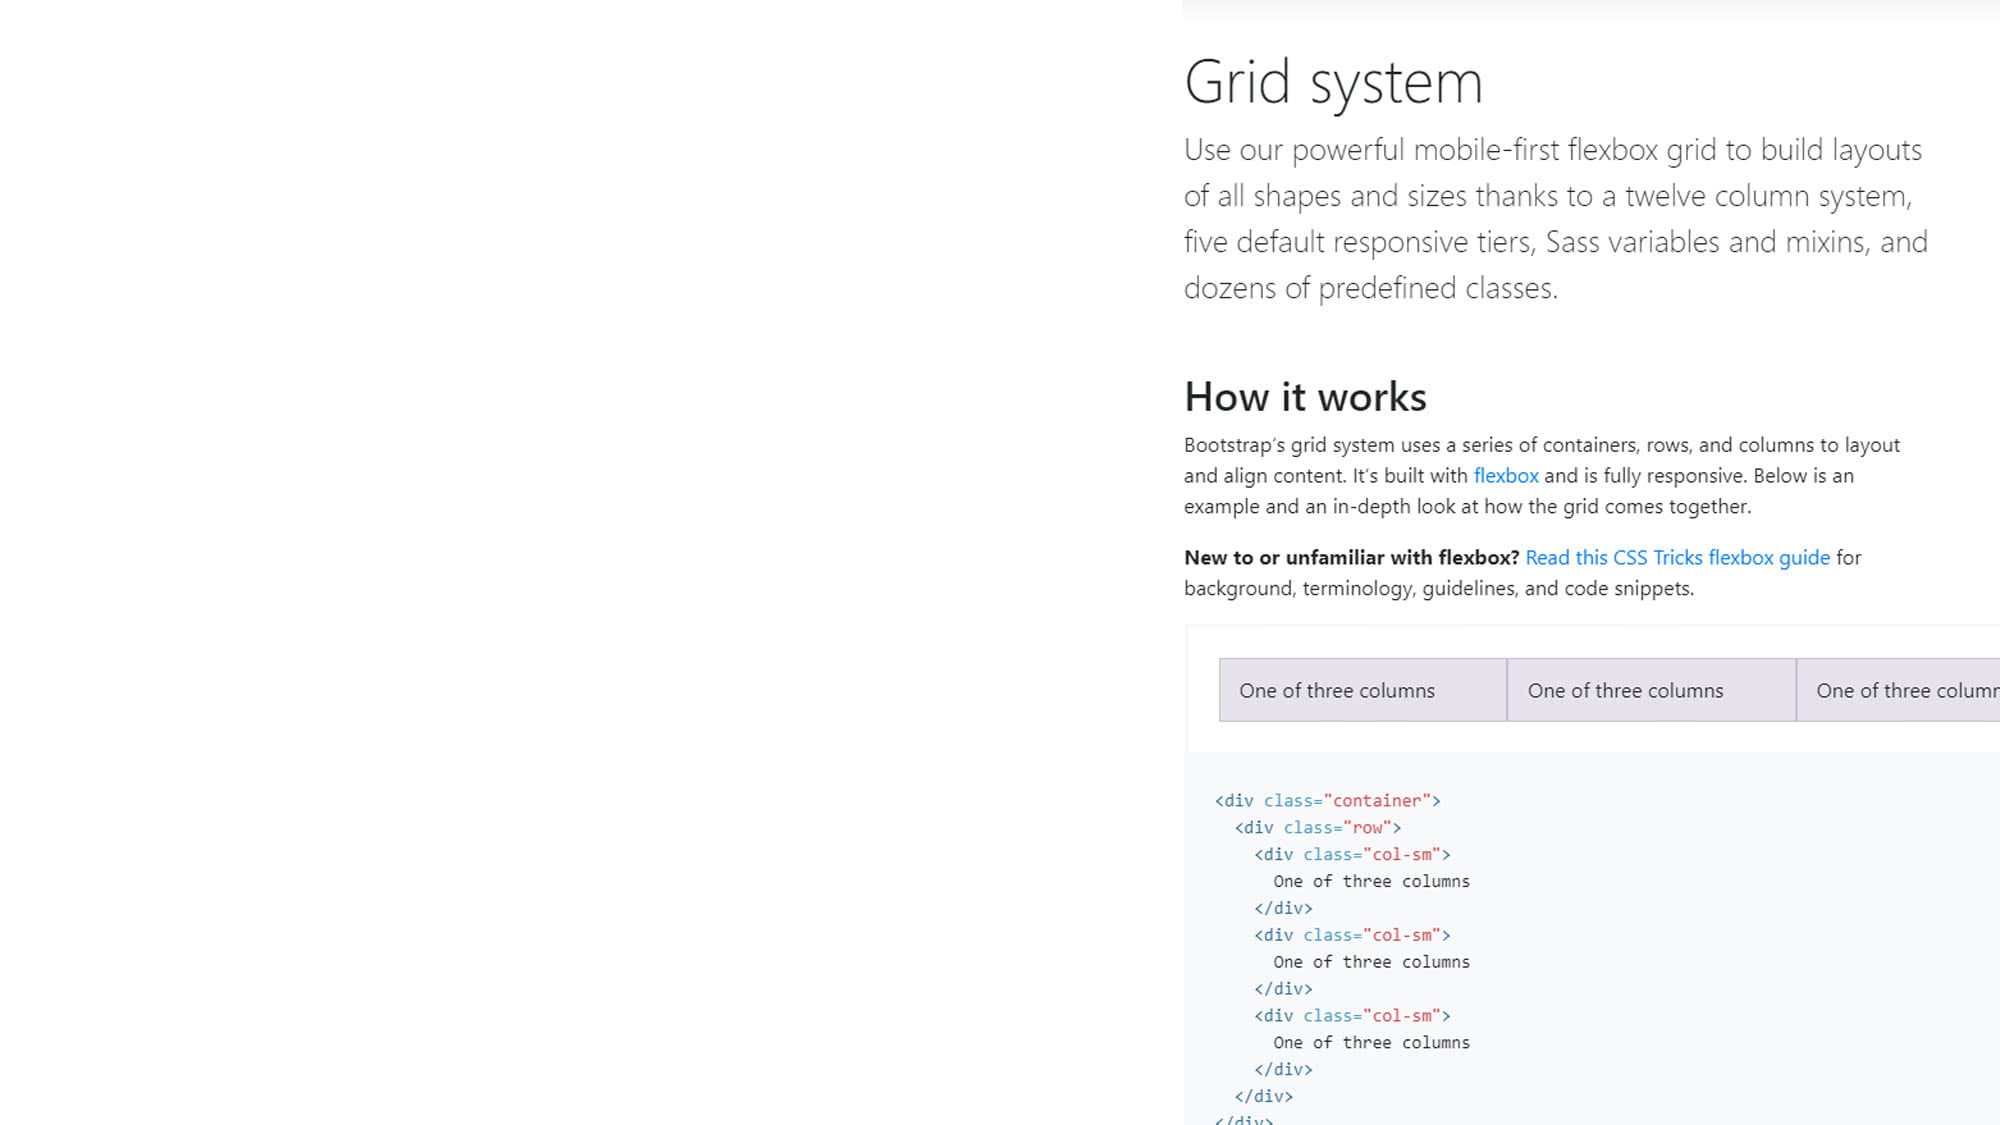 Grid system
Use our powerful mobile-first flexbox grid to build layouts
of all shapes and sizes thanks to a twelve column system,
five default responsive tiers, Sass variables and mixins, and
dozens of predefined classes.
How it works
Bootstrap’s grid system uses a series of containers, rows, and columns to layout
and align content. It’s built with flexbox and is fully responsive. Below is an
example and an in-depth look at how the grid comes together.
New to or unfamiliar with flexbox? Read this CSS Tricks flexbox guide for
background, terminology, guidelines, and code snippets.
One of three columns One of three columns One of three
<div class="container">
<div class="row">
<div class="col-sm">
One of three columns
</div>
<div class="col-sm">
One of three columns
</div>
<div class="col-sm">
One of three columns
</div>
</div>
</div>